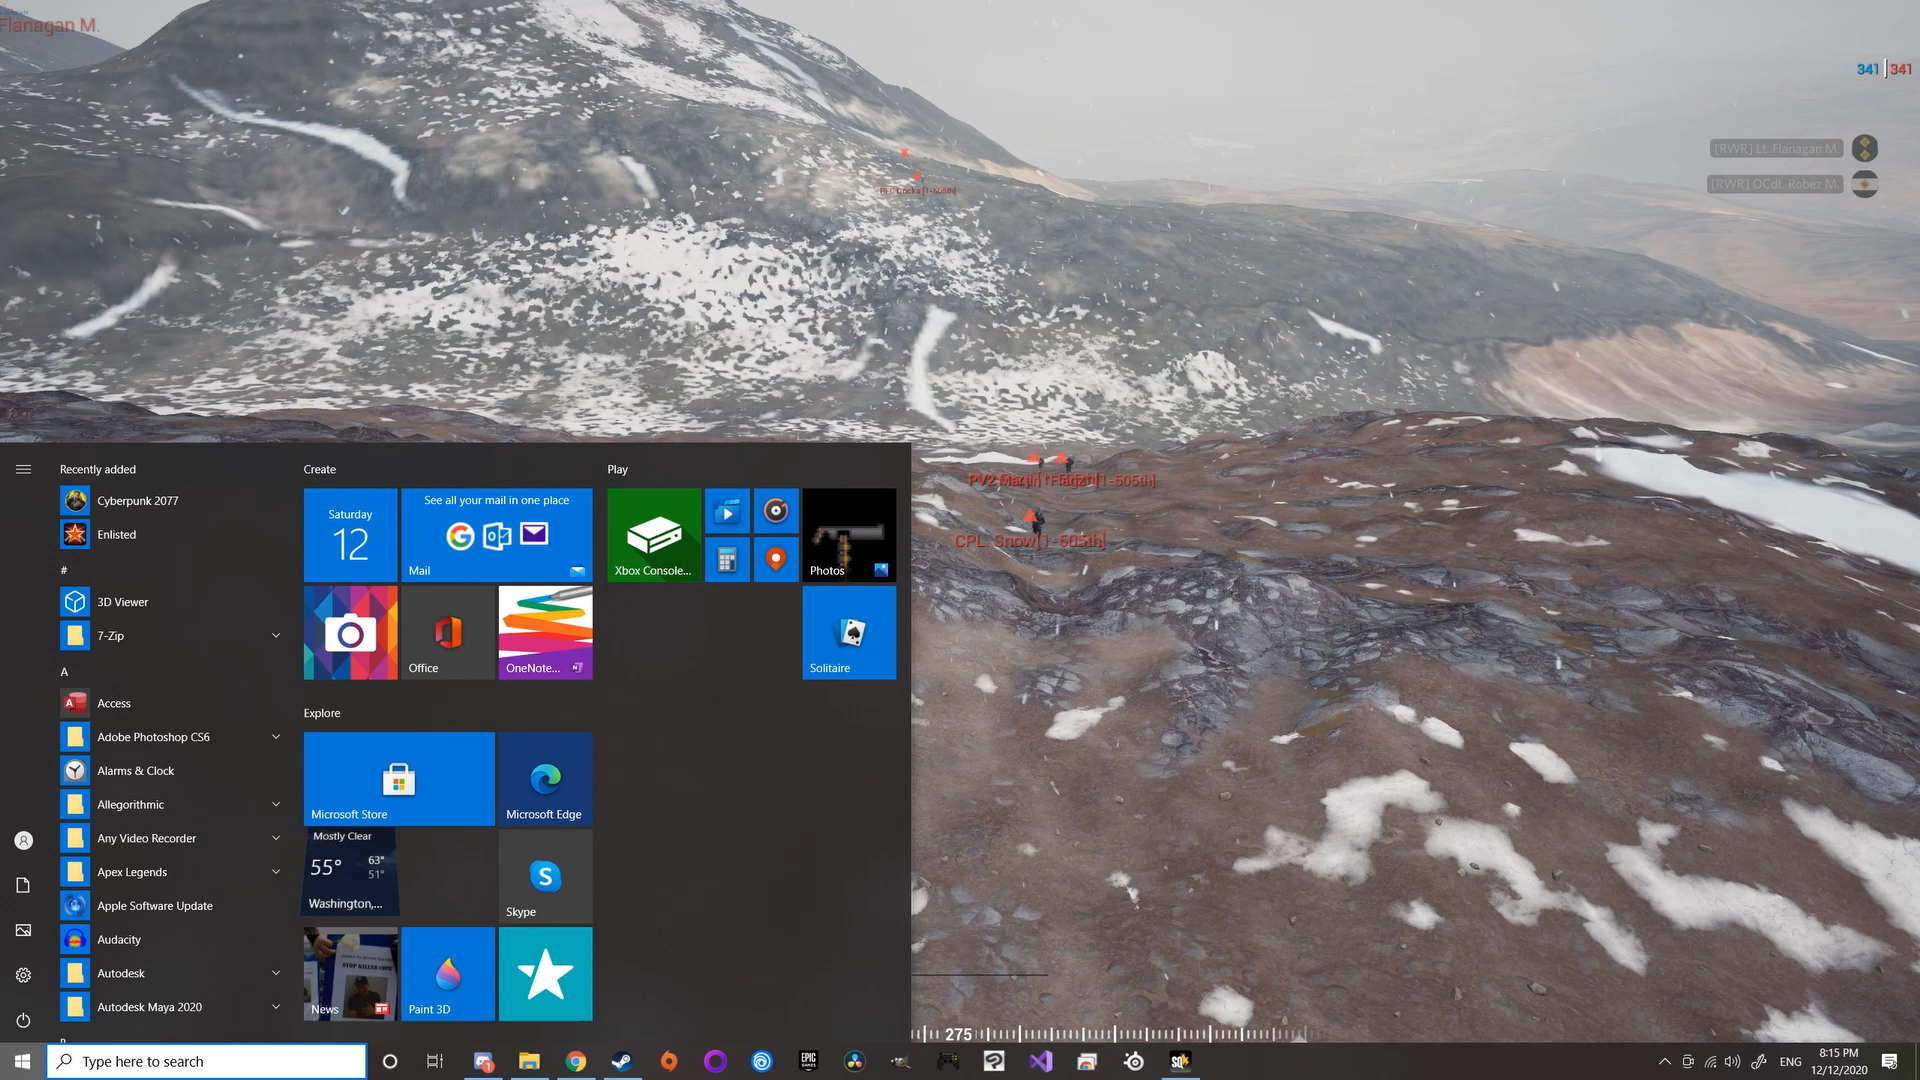 Flanagan M.
341 | 341
[RWR] Lt. Flanagan M.
[RWR] OCdt. Robez M.
CPL. Snow[1-505th]
Recently added
Cyberpunk 2077
Enlisted
#
3D Viewer
7-Zip
A
Access
Adobe Photoshop CS6
Alarms & Clock
Allegorithmic
Any Video Recorder
Apex Legends
Apple Software Update
Audacity
Autodesk
Autodesk Maya 2020
Create
Saturday
12
See all your mail in one place
Mail
Office
OneNote...
Explore
Microsoft Store
Microsoft Edge
Mostly Clear
55°
63°
51°
Washington,...
Skype
News
Paint 3D
Play
Xbox Console...
Photos
Solitaire
275
Type here to search
1
EPIC
GAMES
SQ
ENG
8:15 PM
12/12/2020